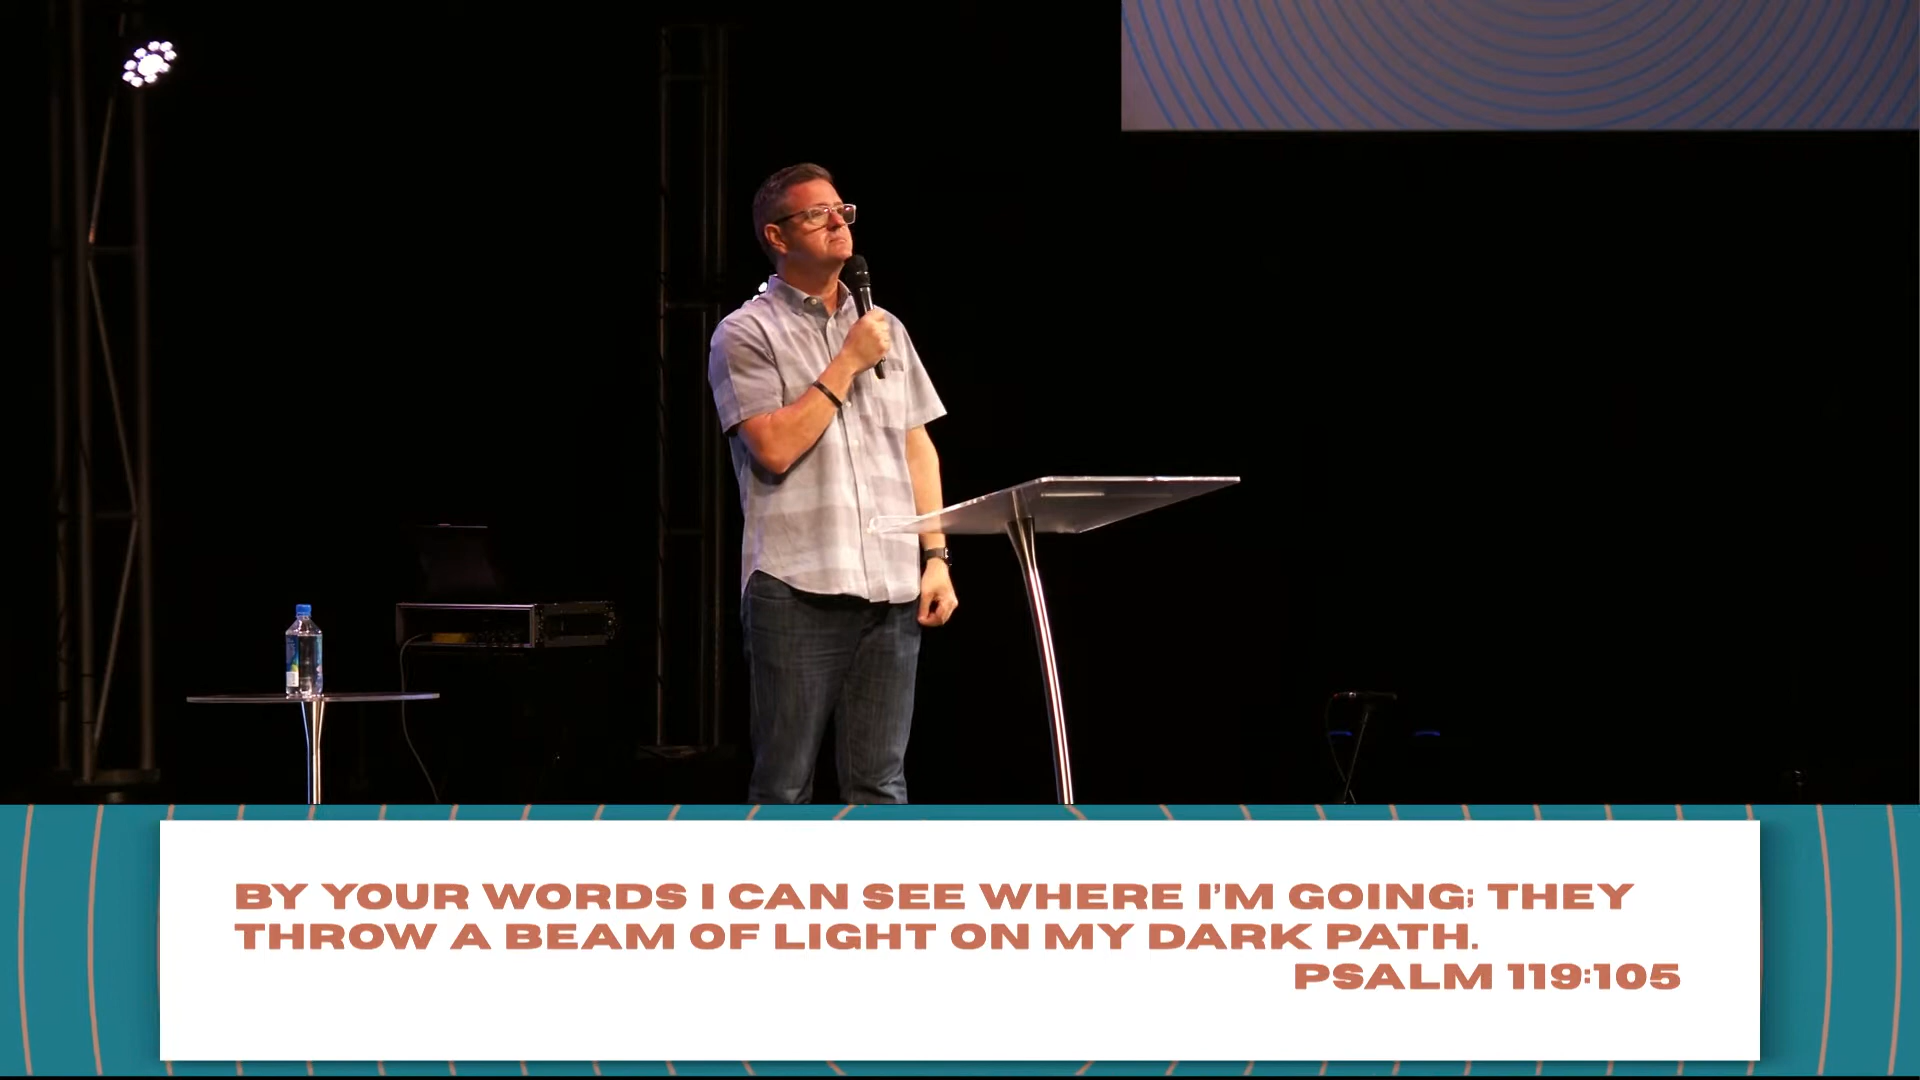 BY YOUR WORDS I CAN SEE WHERE I'M GOING; THEY
THROW A BEAM OF LIGHT ON MY DARK PATH.
PSALM 119:105